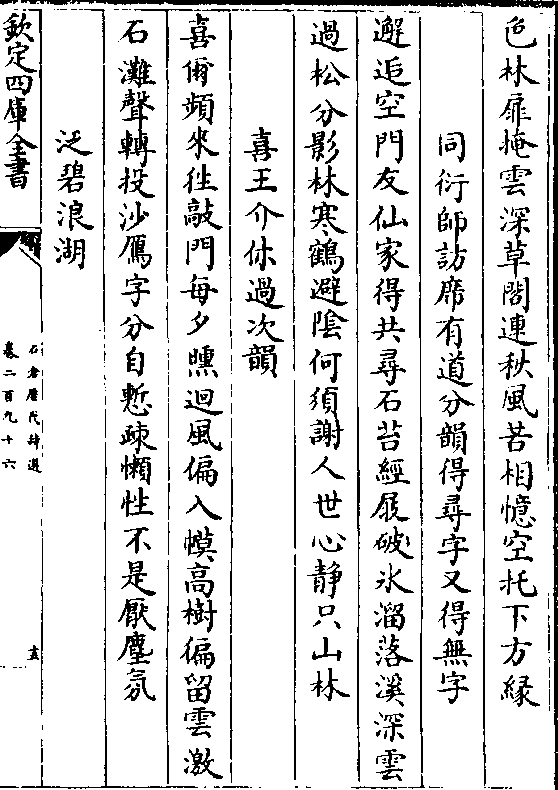 色林扉掩雲深草閣連秋風苦相憶空托下方縁
同衍師訪席有道分韻得尋字又得無字
邂逅空門友仙家得共尋石苔經屐破氷溜落溪深雲
過松分影林寒鶴避陰何須謝人世心静只山林
喜王介休過次韻
喜爾頻來往敲門每夕曛迴風偏入幙高樹偏留雲激
石灘聲轉投沙鴈字分自慙疎懶性不是厭塵氛
泛碧浪湖
欽定四庫全書
石倉歷代詩選
卷二百九十六